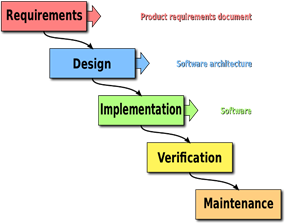 Requirements
Product requirements document
Design
Software architecture
Implementation
Software
Verification
Maintenance